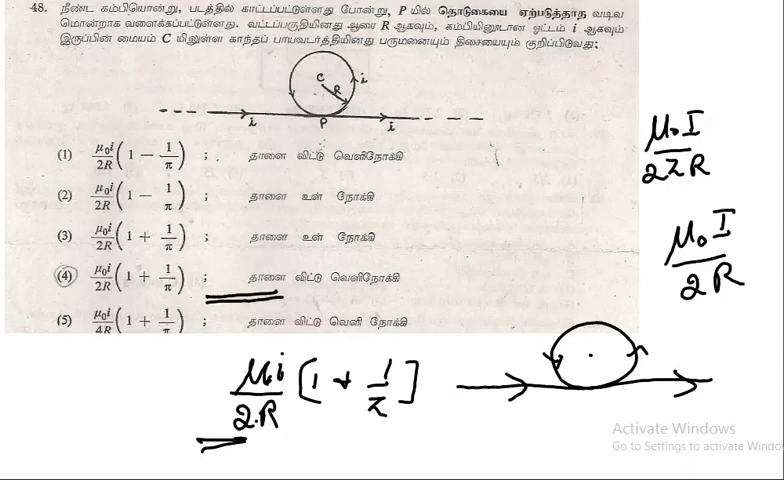 48. நீண்ட கம்பியொன்று, படத்தில் காட்டப்பட்டுள்ளது போன்று, P யில் தொடுகையை ஏற்படுத்தாத வடிவ
மொன்றாக வளைக்கப்பட்டுள்ளது. வட்டப்பகுதியினது ஆரை R ஆகவும், கம்பியினூடான ஓட்டம் i ஆகவும்
இருப்பின் மையம் C யிலுள்ள காந்தப் பாயவடர்த்தியினது பருமனையும் திசையையும் குறிப்பிடுவது:
C R i
i P i
(1) μ₀i/2R (1 − 1/π) ; தாளை விட்டு வெளிநோக்கி
(2) μ₀i/2R (1 − 1/π) ; தாளை உள் நோக்கி
(3) μ₀i/2R (1 + 1/π) ; தாளை உள் நோக்கி
(4) μ₀i/2R (1 + 1/π) ; தாளை விட்டு வெளிநோக்கி
(5) μ₀i/4R (1 + 1/π) ; தாளை விட்டு வெளி நோக்கி
μ₀I/2πR
μ₀I/2R
μi/2.R [1 + 1/π]
Activate Windows
Go to Settings to activate Windo